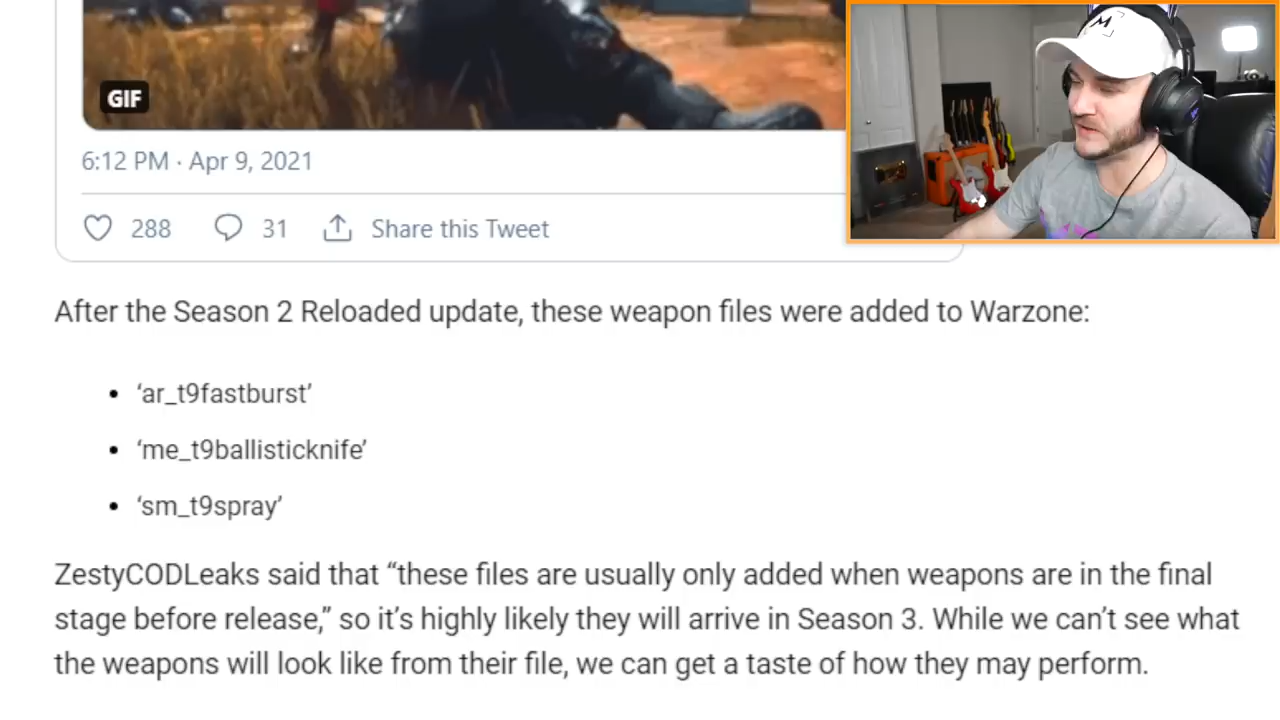 GIF
6:12 PM · Apr 9, 2021
288 31 Share this Tweet
After the Season 2 Reloaded update, these weapon files were added to Warzone:
• ‘ar_t9fastburst’
• ‘me_t9ballisticknife’
• ‘sm_t9spray’
ZestyCODLeaks said that “these files are usually only added when weapons are in the final
stage before release,” so it’s highly likely they will arrive in Season 3. While we can’t see what
the weapons will look like from their file, we can get a taste of how they may perform.